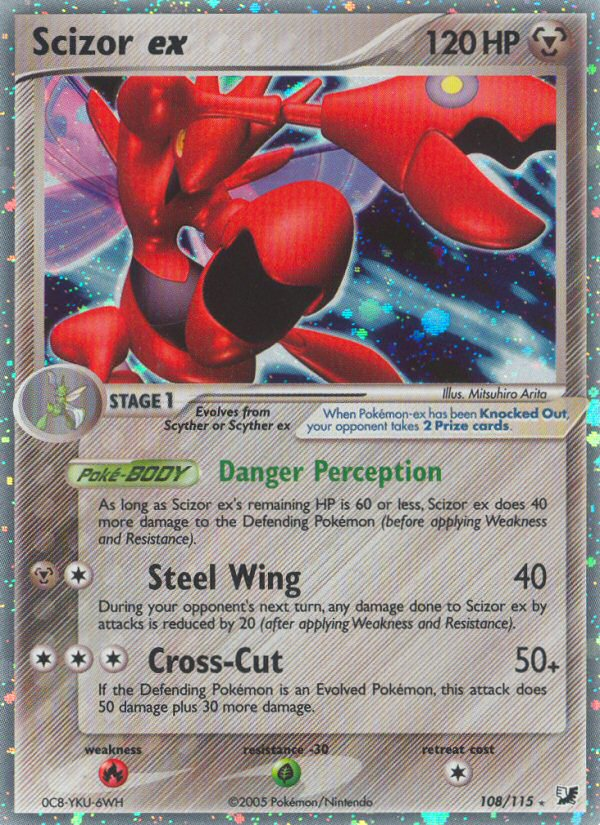 Scizor ex 120 HP
Illus. Mitsuhiro Arita
STAGE 1
Evolves from
Scyther or Scyther ex
When Pokémon-ex has been Knocked Out,
your opponent takes 2 Prize cards.
Poké-BODY Danger Perception
As long as Scizor ex's remaining HP is 60 or less, Scizor ex does 40
more damage to the Defending Pokémon (before applying Weakness
and Resistance).
Steel Wing 40
During your opponent's next turn, any damage done to Scizor ex by
attacks is reduced by 20 (after applying Weakness and Resistance).
Cross-Cut 50+
If the Defending Pokémon is an Evolved Pokémon, this attack does
50 damage plus 30 more damage.
weakness resistance -30 retreat cost
0C8-YKU-6WH ©2005 Pokémon/Nintendo 108/115